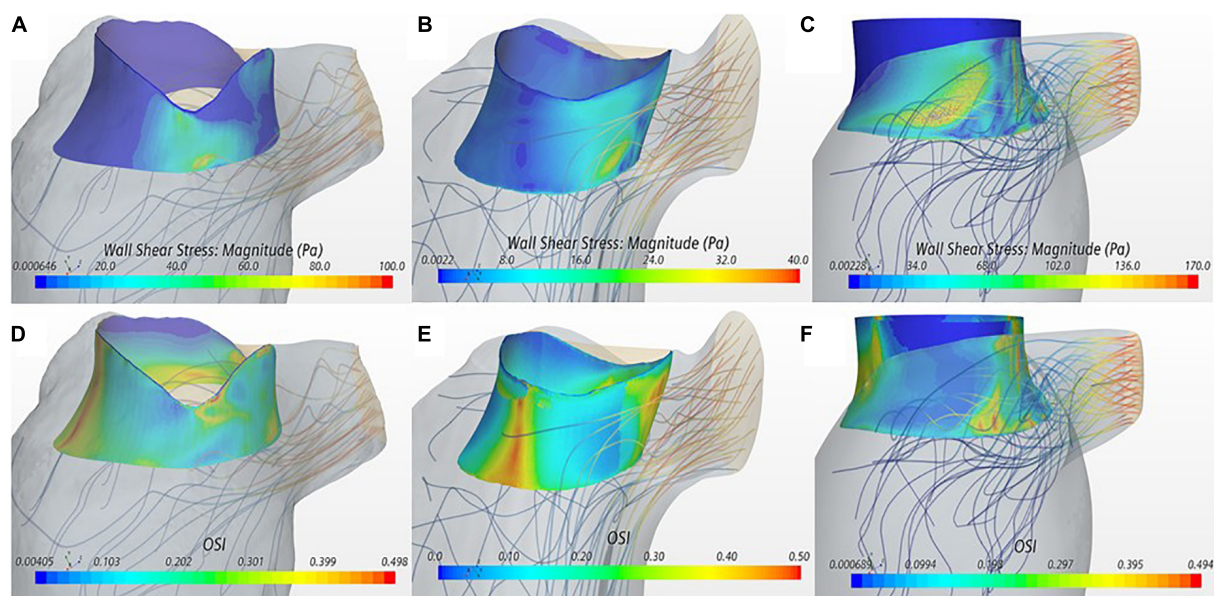 A B C
Wall Shear Stress: Magnitude (Pa)
0.000646 20.0 40.0 60.0 80.0 100.0
Wall Shear Stress: Magnitude (Pa)
0.0022 8.0 16.0 24.0 32.0 40.0
Wall Shear Stress: Magnitude (Pa)
0.00228 34.0 68.0 102.0 136.0 170.0
D E F
OSI
0.00405 0.103 0.202 0.301 0.399 0.498
OSI
0.0 0.10 0.20 0.30 0.40 0.50
OSI
0.000689 0.0994 0.198 0.297 0.395 0.494